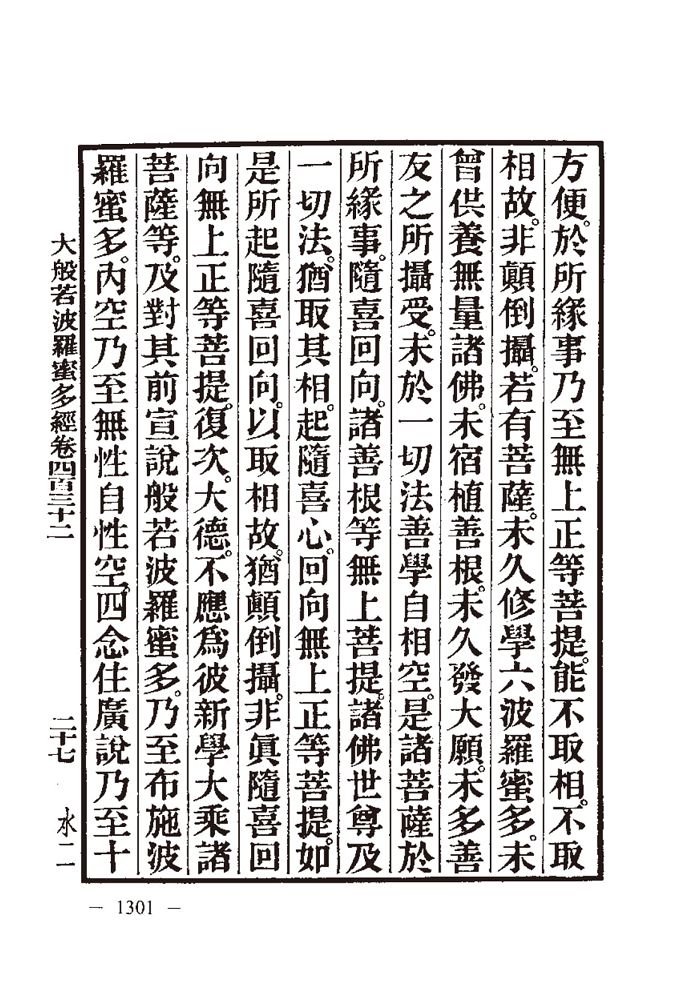 方便。於所緣事乃至無上正等菩提。能不取相。不取
相故。非顛倒攝。若有菩薩。未久修學六波羅蜜多。未
曾供養無量諸佛。未宿植善根。未久發大願。未多善
友之所攝受。未於一切法善學自相空。是諸菩薩於
所緣事。隨喜回向。諸善根等無上菩提。諸佛世尊及
一切法。猶取其相。起隨喜心。回向無上正等菩提。如
是所起隨喜回向。以取相故。猶顛倒攝。非真隨喜回
向無上正等菩提。復次。大德。不應為彼新學大乘諸
菩薩等。及對其前宣說般若波羅蜜多。乃至布施波
羅蜜多。內空乃至無性自性空。四念住廣說乃至十
大般若波羅蜜多經卷四百三十二
二十七
水二
— 1301 —